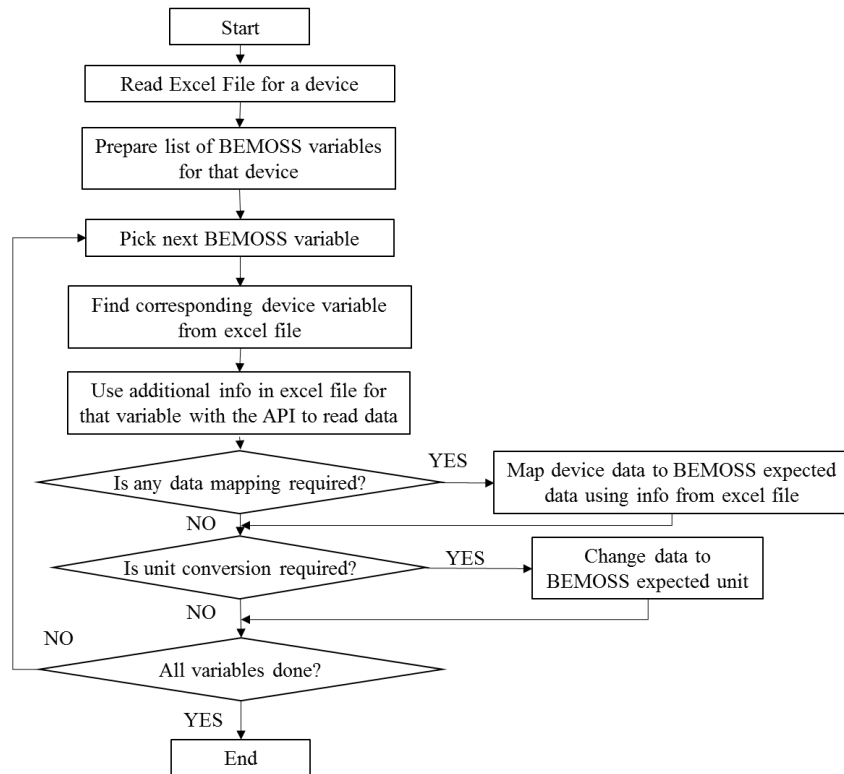 Start
Read Excel File for a device
Prepare list of BEMOSS variables
for that device
Pick next BEMOSS variable
Find corresponding device variable
from excel file
Use additional info in excel file for
that variable with the API to read data
Is any data mapping required?
YES
Map device data to BEMOSS expected
data using info from excel file
NO
Is unit conversion required?
YES
Change data to
BEMOSS expected unit
NO
All variables done?
NO
YES
End